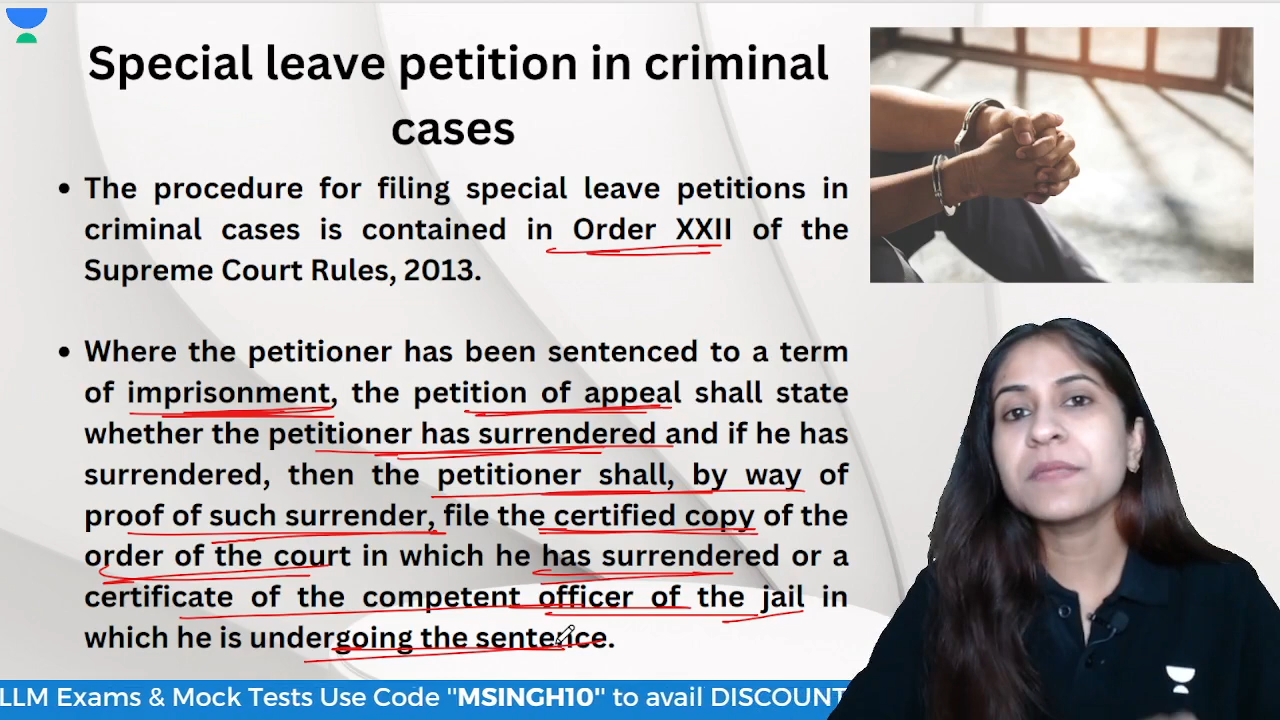 Special leave petition in criminal
cases
• The procedure for filing special leave petitions in
criminal cases is contained in Order XXII of the
Supreme Court Rules, 2013.
• Where the petitioner has been sentenced to a term
of imprisonment, the petition of appeal shall state
whether the petitioner has surrendered and if he has
surrendered, then the petitioner shall, by way of
proof of such surrender, file the certified copy of the
order of the court in which he has surrendered or a
certificate of the competent officer of the jail in
which he is undergoing the sentence.
LLM Exams & Mock Tests Use Code "MSINGH10" to avail DISCOUNT